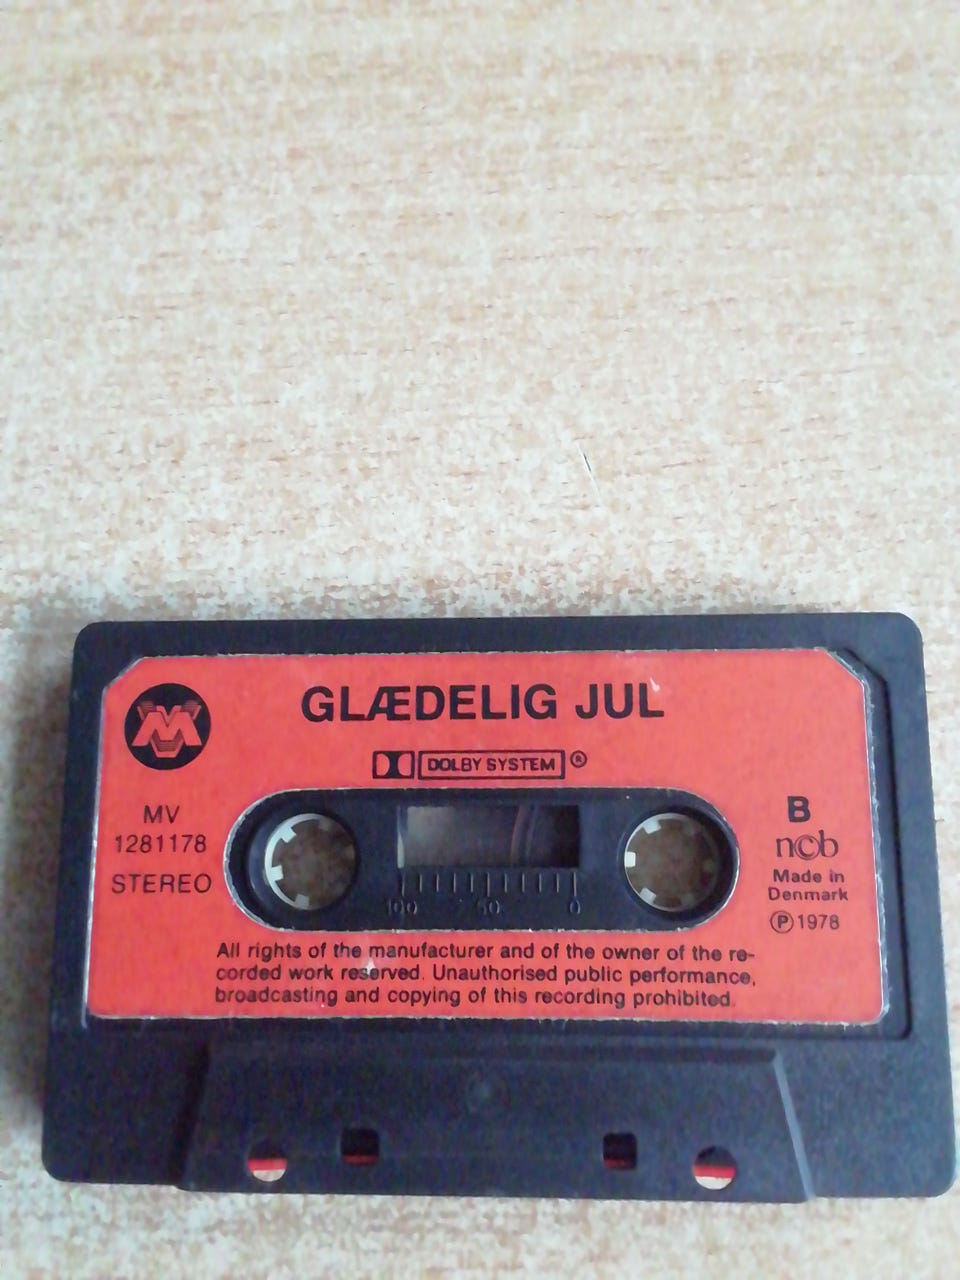 GLÆDELIG JUL
DOLBY SYSTEM ®
MV
1281178
STEREO
B
n©b
Made in
Denmark
Ⓟ 1978
100 50 0
All rights of the manufacturer and of the owner of the re-
corded work reserved. Unauthorised public performance,
broadcasting and copying of this recording prohibited.